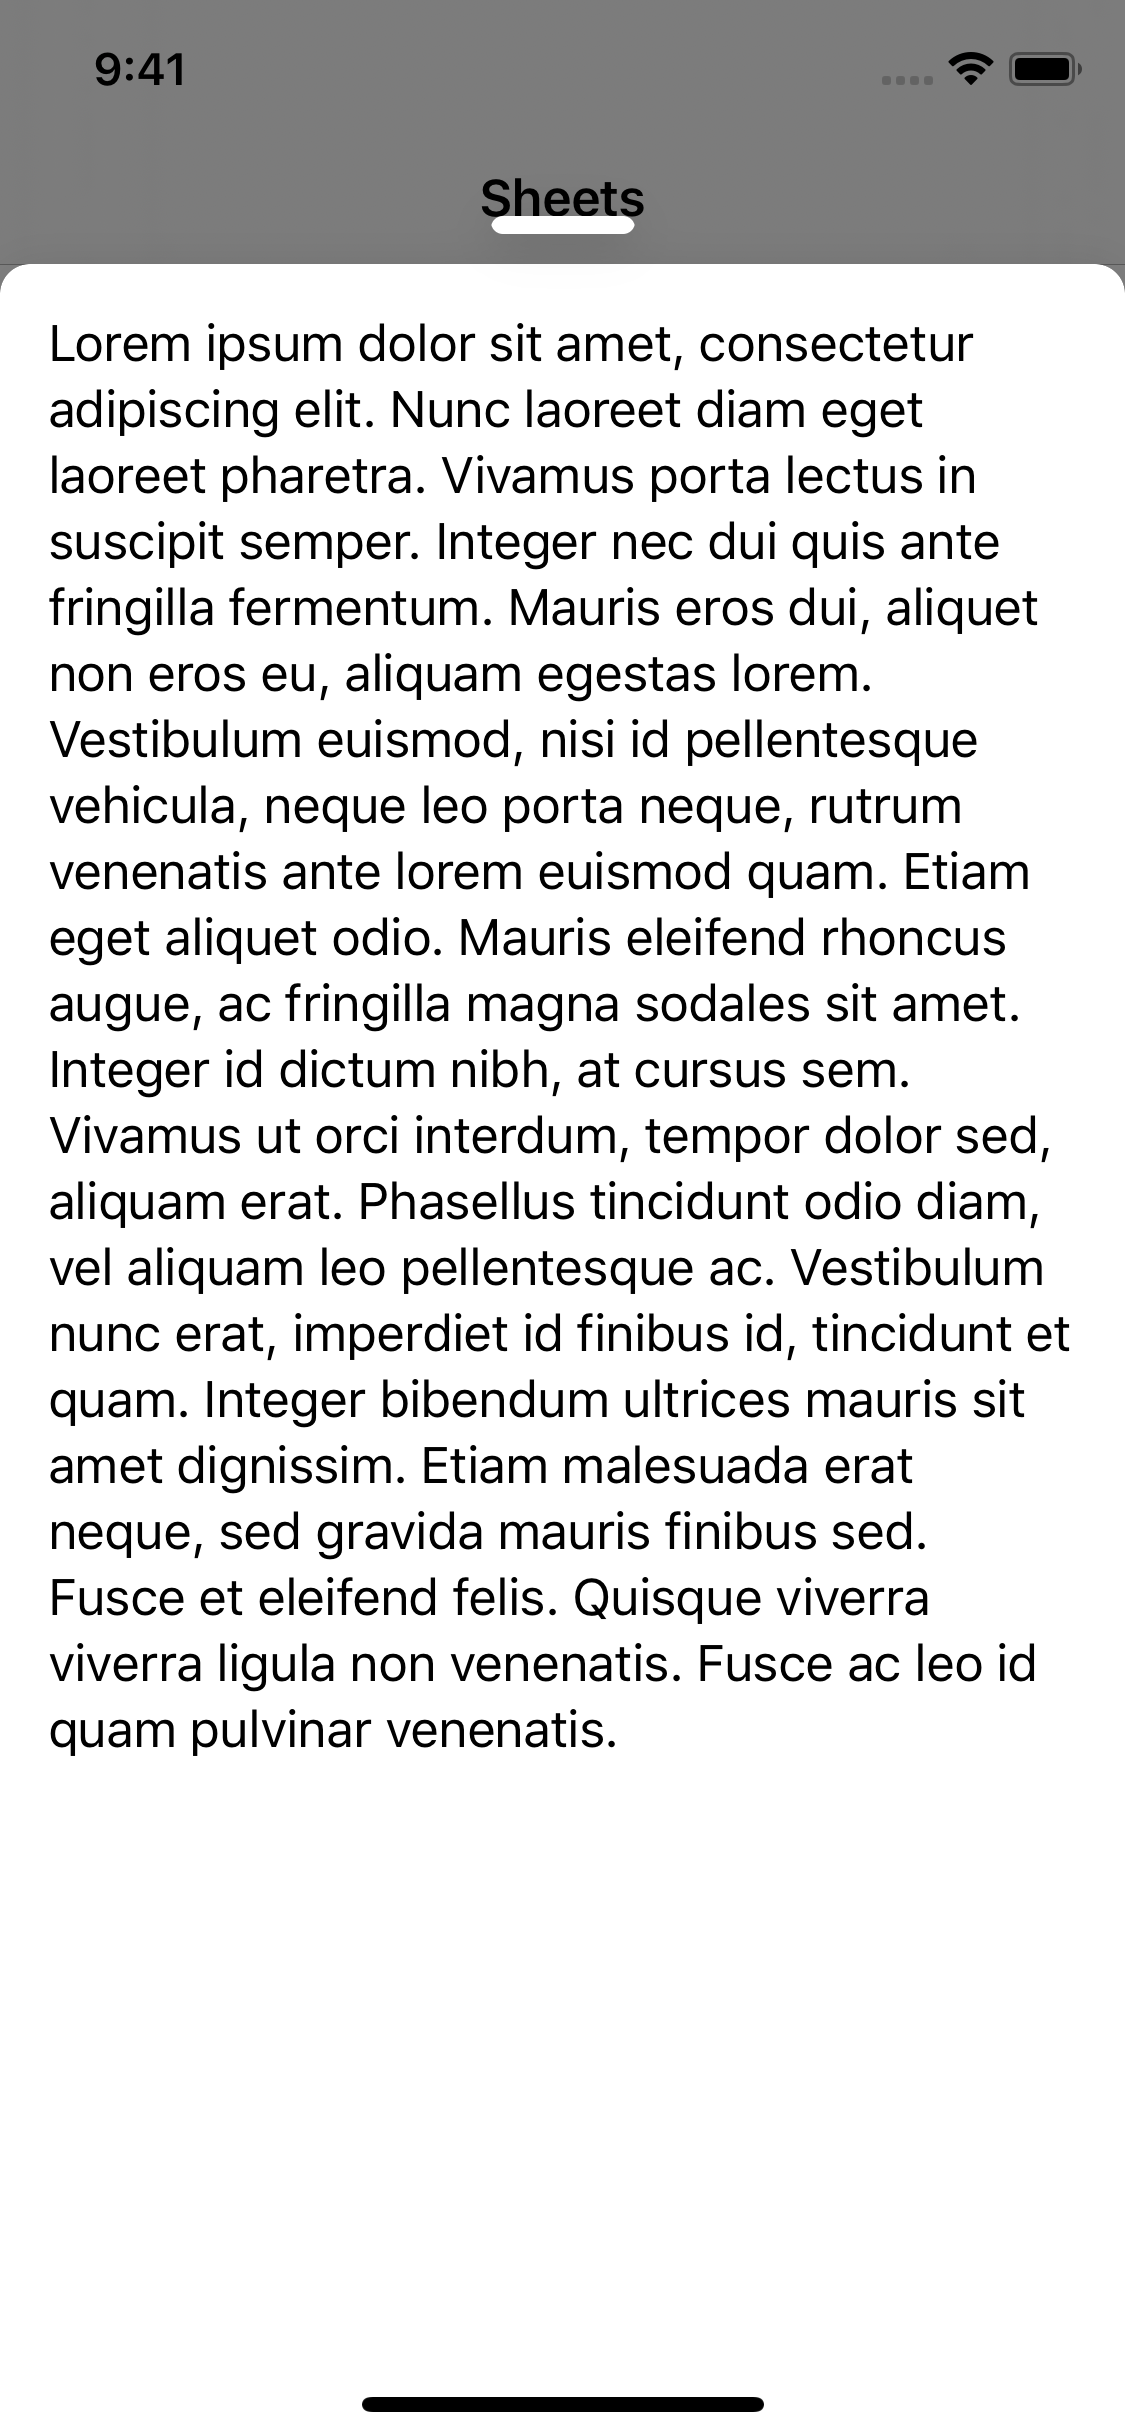 9:41
Sheets
Lorem ipsum dolor sit amet, consectetur
adipiscing elit. Nunc laoreet diam eget
laoreet pharetra. Vivamus porta lectus in
suscipit semper. Integer nec dui quis ante
fringilla fermentum. Mauris eros dui, aliquet
non eros eu, aliquam egestas lorem.
Vestibulum euismod, nisi id pellentesque
vehicula, neque leo porta neque, rutrum
venenatis ante lorem euismod quam. Etiam
eget aliquet odio. Mauris eleifend rhoncus
augue, ac fringilla magna sodales sit amet.
Integer id dictum nibh, at cursus sem.
Vivamus ut orci interdum, tempor dolor sed,
aliquam erat. Phasellus tincidunt odio diam,
vel aliquam leo pellentesque ac. Vestibulum
nunc erat, imperdiet id finibus id, tincidunt et
quam. Integer bibendum ultrices mauris sit
amet dignissim. Etiam malesuada erat
neque, sed gravida mauris finibus sed.
Fusce et eleifend felis. Quisque viverra
viverra ligula non venenatis. Fusce ac leo id
quam pulvinar venenatis.